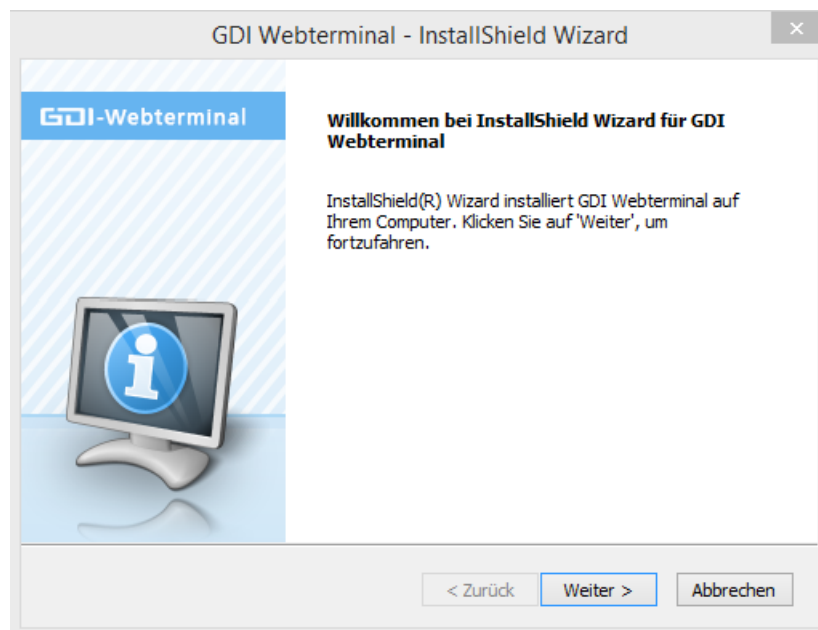 GDI Webterminal - InstallShield Wizard
GDI-Webterminal
Willkommen bei InstallShield Wizard für GDI
Webterminal
InstallShield(R) Wizard installiert GDI Webterminal auf
Ihrem Computer. Klicken Sie auf 'Weiter', um
fortzufahren.
< Zurück Weiter > Abbrechen